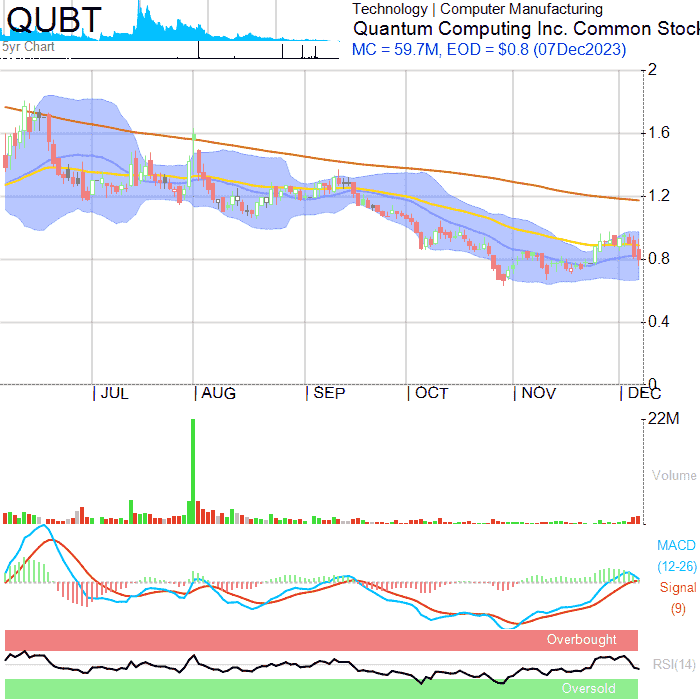 QUBT
5yr Chart
Technology | Computer Manufacturing
Quantum Computing Inc. Common Stock
MC = 59.7M, EOD = $0.8 (07Dec2023)
2
1.6
1.2
0.8
0.4
0
JUL
AUG
SEP
OCT
NOV
DEC
22M
Volume
MACD
(12-26)
Signal
(9)
Overbought
RSI(14)
Oversold